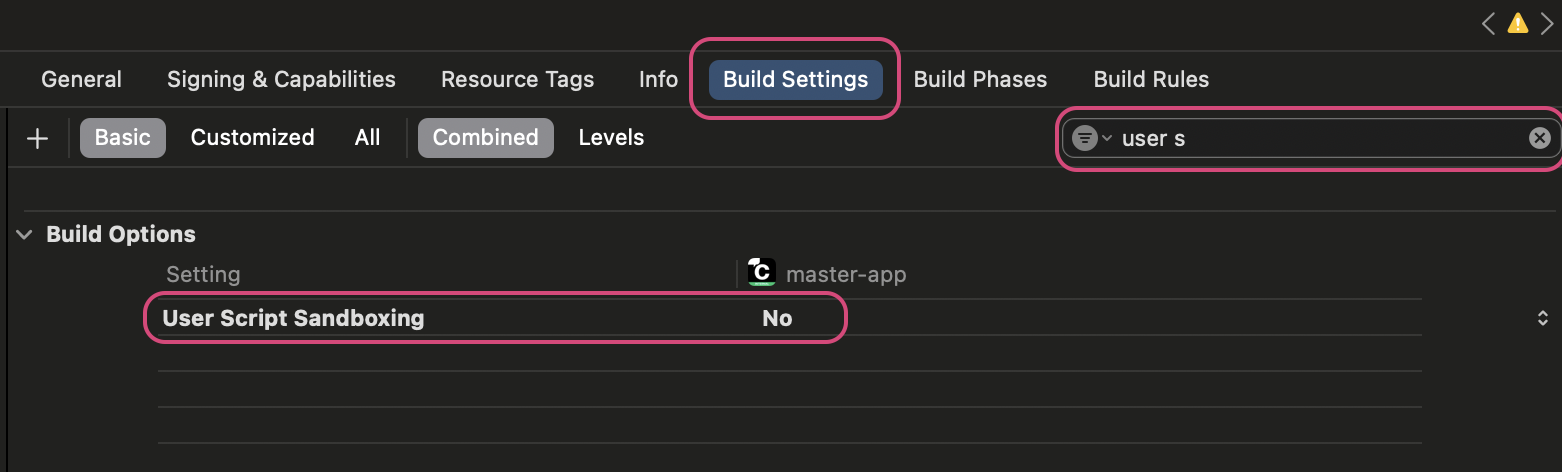 General Signing & Capabilities Resource Tags Info Build Settings Build Phases Build Rules
Basic Customized All Combined Levels user s
Build Options
Setting C master-app
User Script Sandboxing No